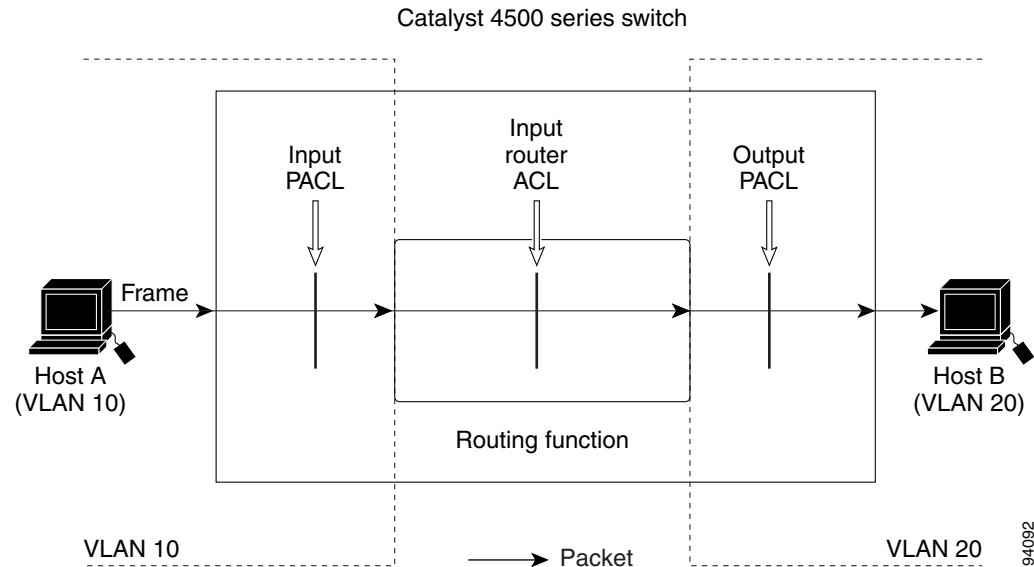 Catalyst 4500 series switch
Input
PACL
Input
router
ACL
Output
PACL
Frame
Host A
(VLAN 10)
Host B
(VLAN 20)
Routing function
VLAN 10
Packet
VLAN 20
94092